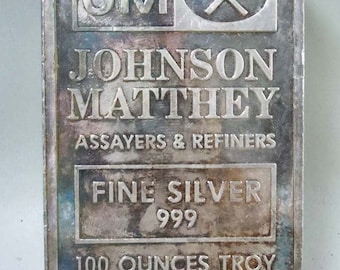 JM
JOHNSON
MATTHEY
ASSAYERS & REFINERS
FINE SILVER
999
100 OUNCES TROY